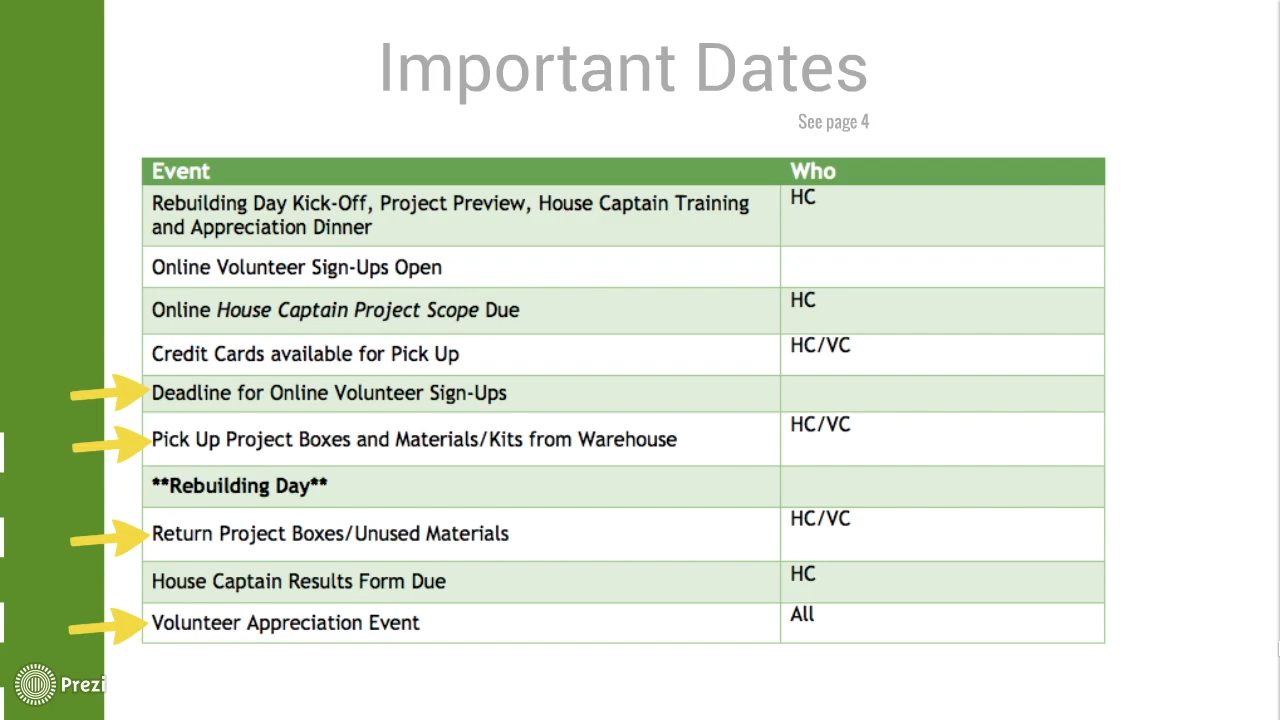 Important Dates
See page 4
Event Who
Rebuilding Day Kick-Off, Project Preview, House Captain Training HC
and Appreciation Dinner
Online Volunteer Sign-Ups Open
Online House Captain Project Scope Due HC
Credit Cards available for Pick Up HC/VC
Deadline for Online Volunteer Sign-Ups
Pick Up Project Boxes and Materials/Kits from Warehouse HC/VC
**Rebuilding Day**
Return Project Boxes/Unused Materials HC/VC
House Captain Results Form Due HC
Volunteer Appreciation Event All
Prezi